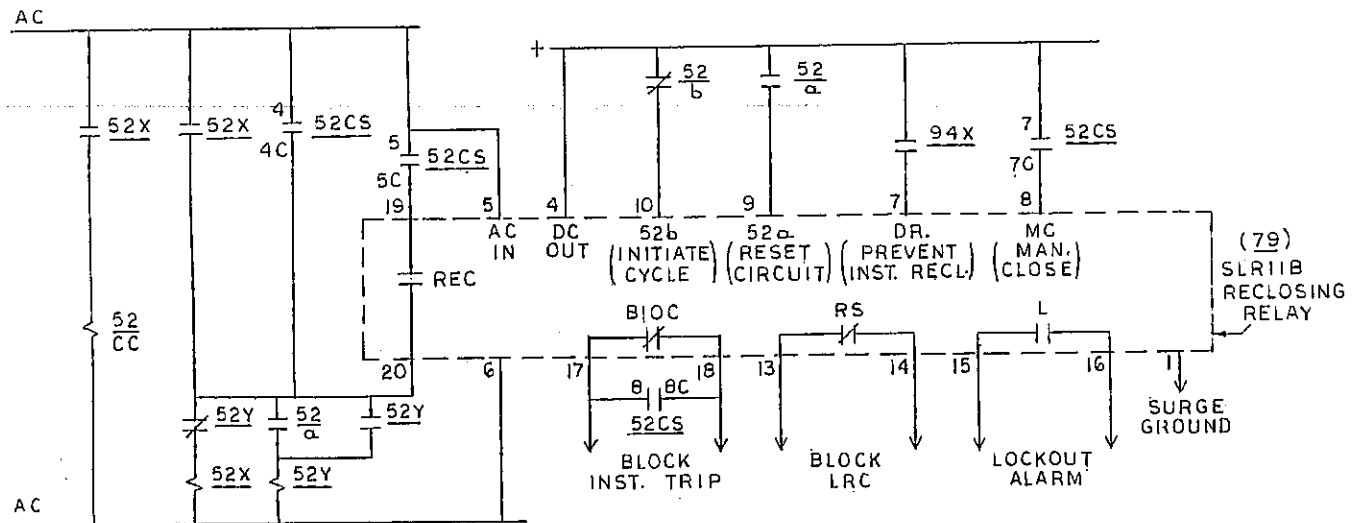 AC
+
52X
52X
4
4C
52CS
5
5C
52CS
52
b
52
a
94X
7
7C
52CS
19
5
4
10
9
7
8
AC
IN
DC
OUT
52b
(INITIATE
CYCLE)
52a
(RESET
CIRCUIT)
DR.
(PREVENT
INST. RECL.)
MC
(MAN.
CLOSE)
(79)
SLR11B
RECLOSING
RELAY
REC
52
CC
BIOC
RS
L
20
6
17
18
13
14
15
16
1
8
8C
52CS
52Y
52
a
52Y
52X
52Y
BLOCK
INST. TRIP
BLOCK
LRC
LOCKOUT
ALARM
SURGE
GROUND
AC